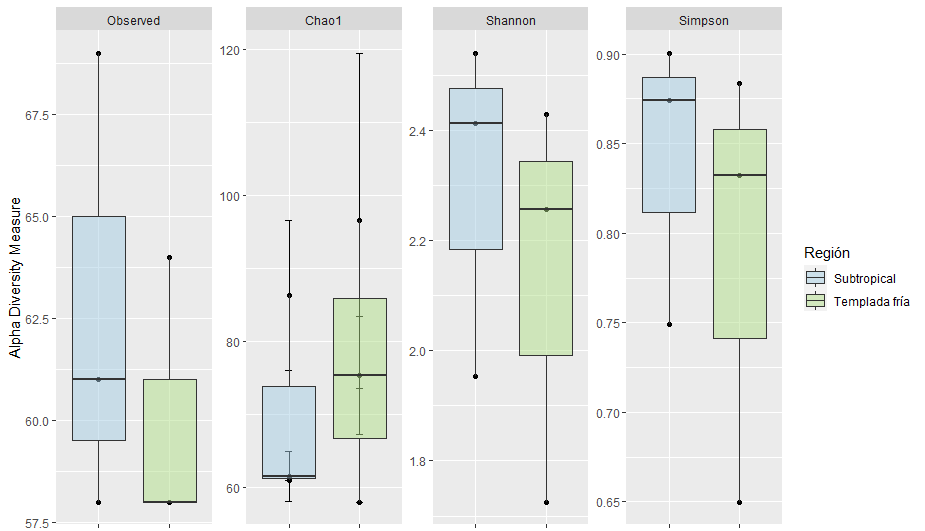 Observed
Chao1
Shannon
Simpson
Alpha Diversity Measure
67.5
65.0
62.5
60.0
57.5
120
100
80
60
2.4
2.2
2.0
1.8
0.90
0.85
0.80
0.75
0.70
0.65
Región
Subtropical
Templada fría